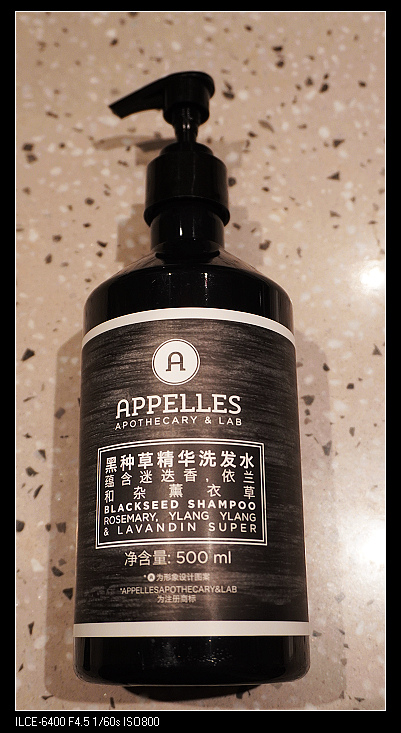 A
APPELLES
APOTHECARY & LAB
黑种草精华洗发水
蕴含迷迭香，依兰
和杂薰衣草
BLACKSEED SHAMPOO
ROSEMARY, YLANG YLANG
& LAVANDIN SUPER
净含量: 500 ml
*A为形象设计图案
*APPELLESAPOTHECARY&LAB
为注册商标
ILCE-6400 F4.5 1/60s ISO800